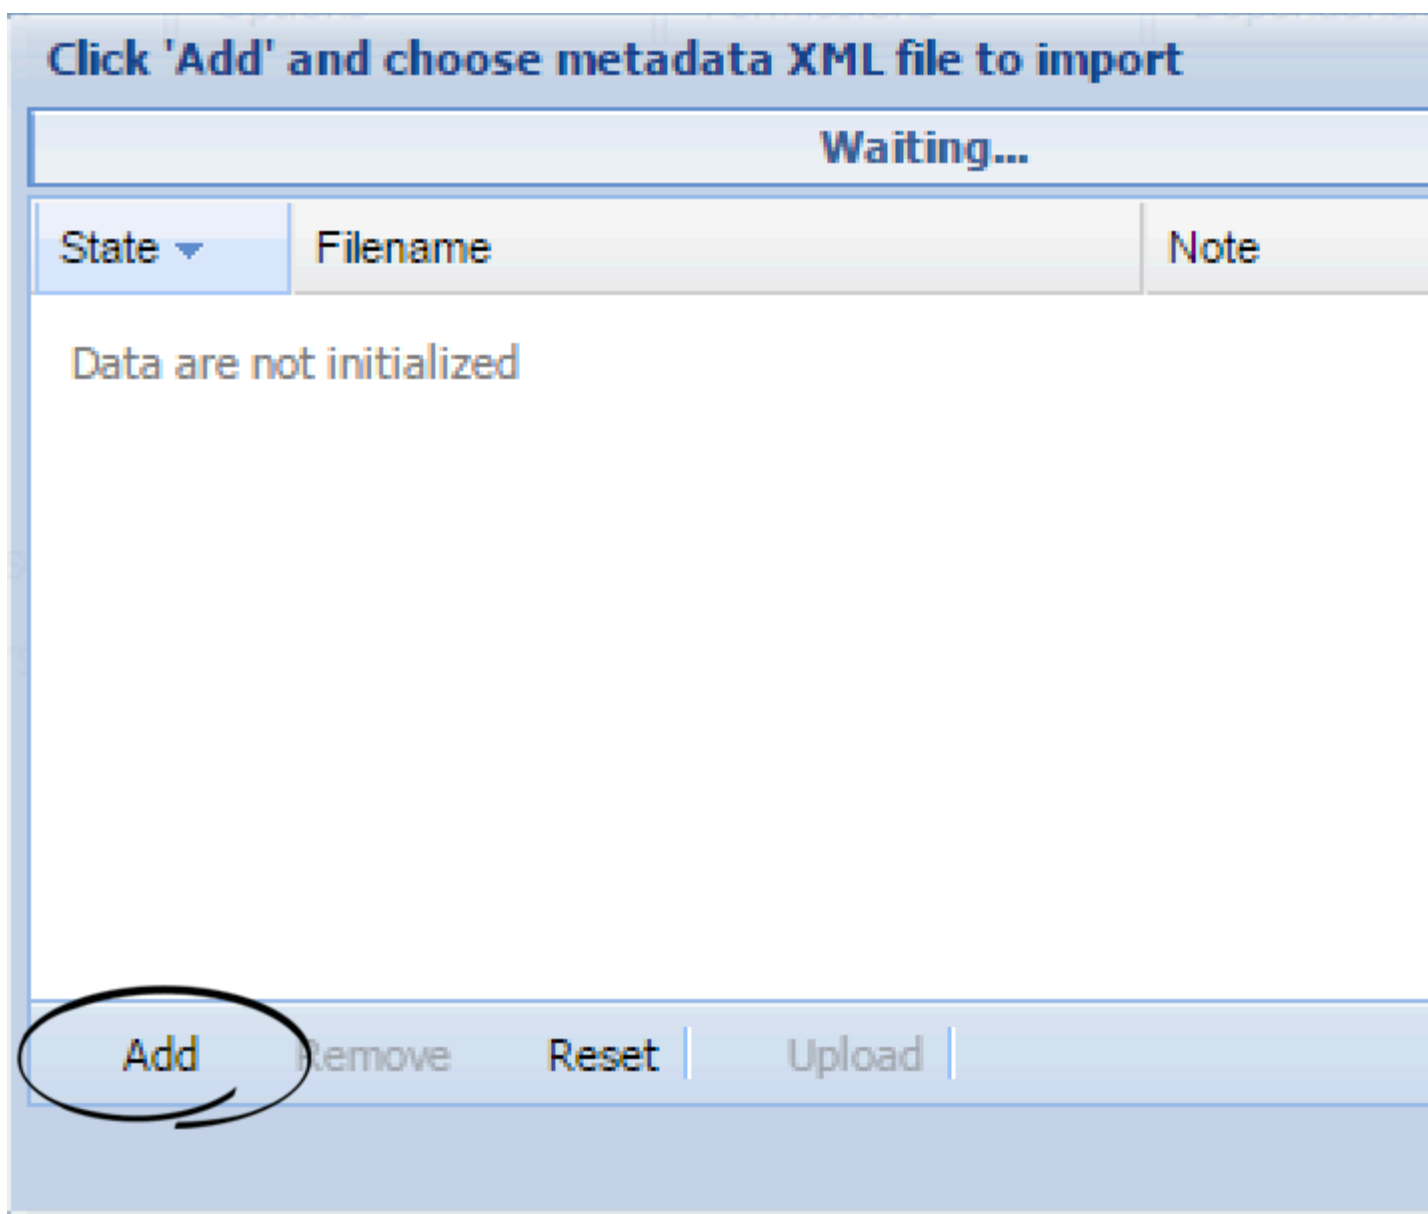 Click 'Add' and choose metadata XML file to import
Waiting...
State Filename Note
Data are not initialized
Add Remove Reset Upload